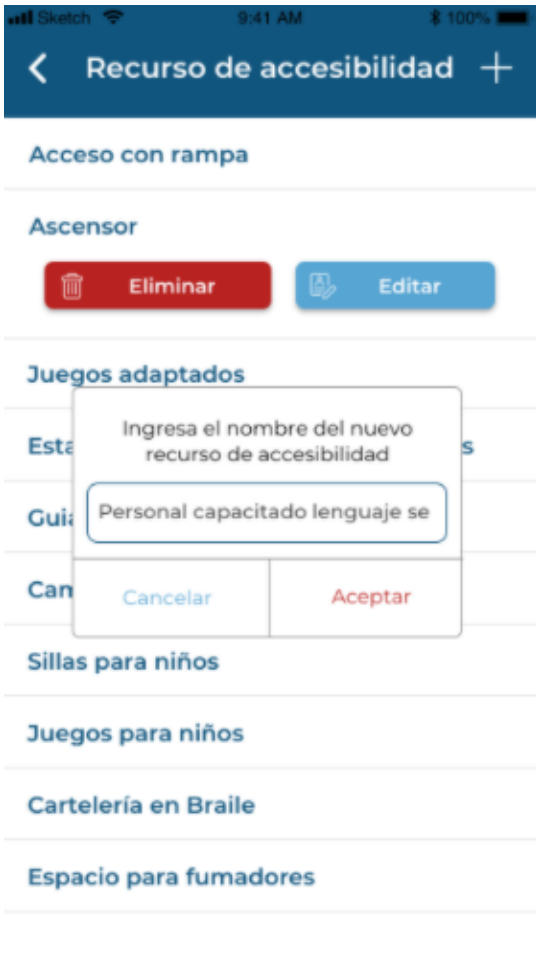 Sketch 9:41 AM 100%
Recurso de accesibilidad
Acceso con rampa
Ascensor
Eliminar Editar
Juegos adaptados
Ingresa el nombre del nuevo
recurso de accesibilidad
Personal capacitado lenguaje se
Cancelar Aceptar
Sillas para niños
Juegos para niños
Cartelería en Braile
Espacio para fumadores